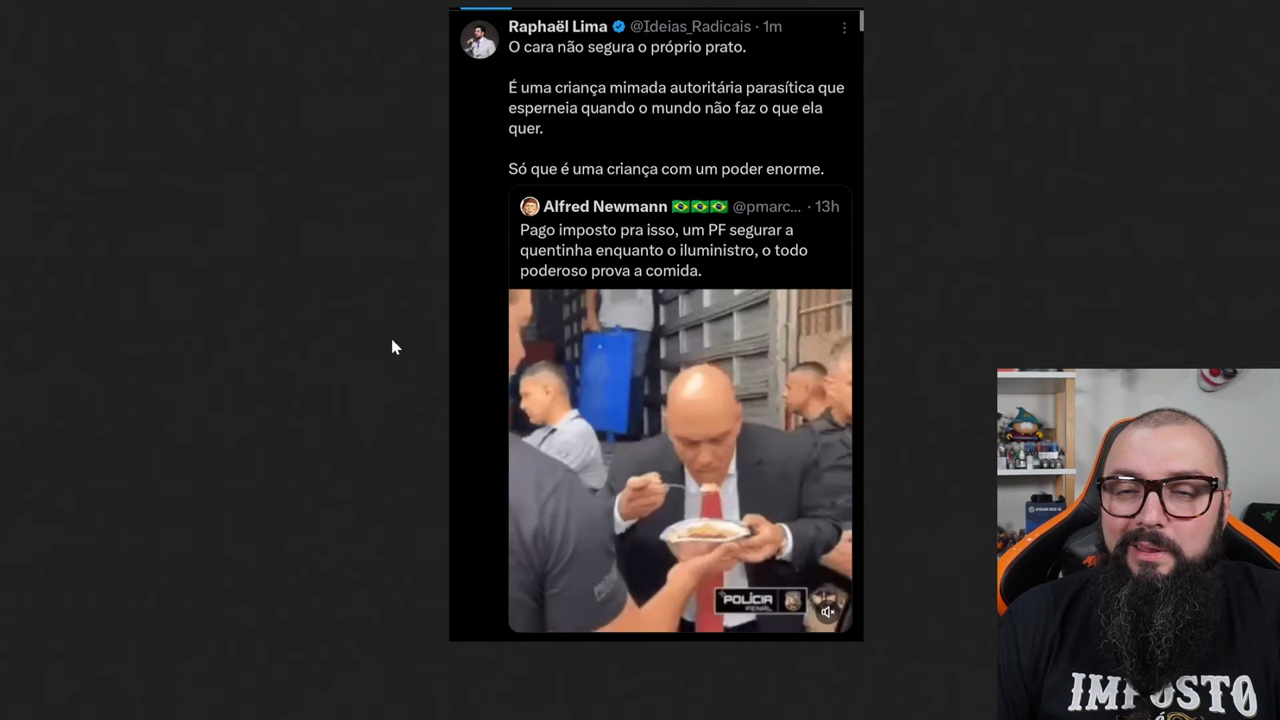 Raphaël Lima @Ideias_Radicais · 1m
O cara não segura o próprio prato.
É uma criança mimada autoritária parasítica que
esperneia quando o mundo não faz o que ela
quer.
Só que é uma criança com um poder enorme.
Alfred Newmann 🇧🇷🇧🇷🇧🇷 @pmarc... · 13h
Pago imposto pra isso, um PF segurar a
quentinha enquanto o iluministro, o todo
poderoso prova a comida.
POLÍCIA
PENAL
IMPOSTO
É